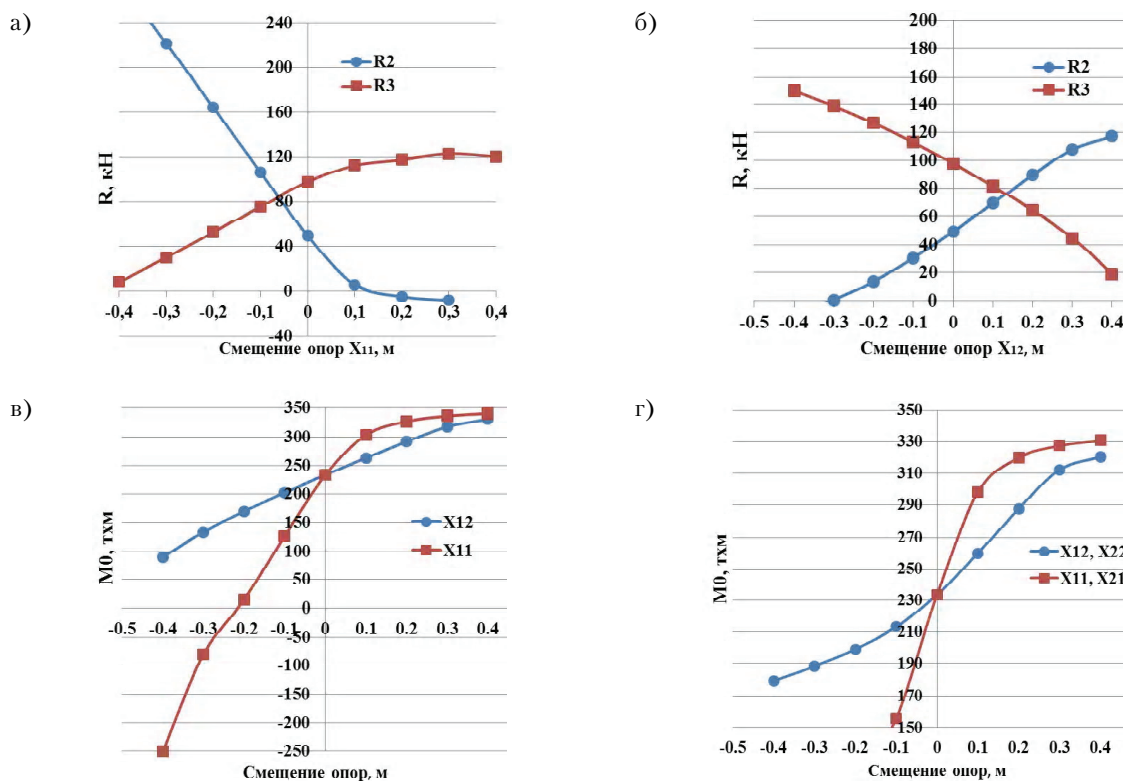 а)
240
200
160
120
80
40
0
-40
R, кН
R2
R3
-0,4 -0,3 -0,2 -0,1 0 0,1 0,2 0,3 0,4
Смещение опор X11, м
б)
200
180
160
140
120
100
80
60
40
20
0
R, кН
R2
R3
-0.5 -0.4 -0.3 -0.2 -0.1 0 0.1 0.2 0.3 0.4
Смещение опор X12, м
в)
350
300
250
200
150
100
50
0
-50
-100
-150
-200
-250
М0, тхм
X12
X11
-0.5 -0.4 -0.3 -0.2 -0.1 0 0.1 0.2 0.3 0.4
Смещение опор, м
г)
350
330
310
290
270
250
230
210
190
170
150
М0, тхм
X12, X22
X11, X21
-0.5 -0.4 -0.3 -0.2 -0.1 0 0.1 0.2 0.3 0.4
Смещение опор, м